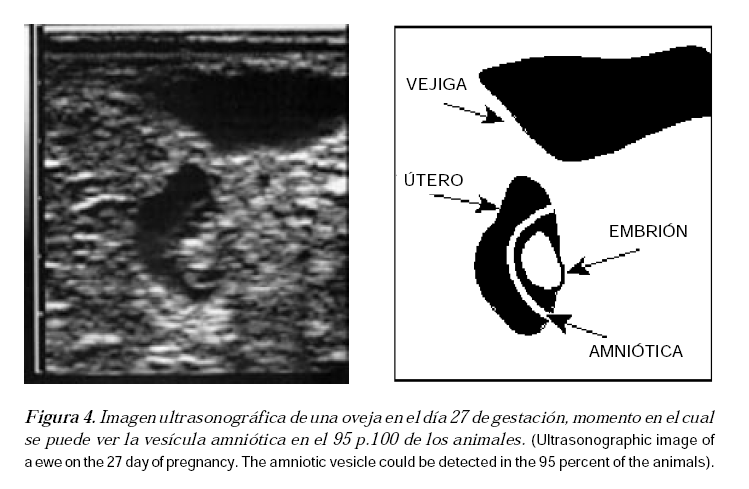 VEJIGA
ÚTERO
EMBRIÓN
AMNIÓTICA
Figura 4. Imagen ultrasonográfica de una oveja en el día 27 de gestación, momento en el cual
se puede ver la vesícula amniótica en el 95 p.100 de los animales. (Ultrasonographic image of
a ewe on the 27 day of pregnancy. The amniotic vesicle could be detected in the 95 percent of the animals).